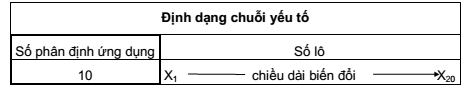 Định dạng chuỗi yếu tố
Số phân định ứng dụng Số lô
10 X1 chiều dài biến đổi X20